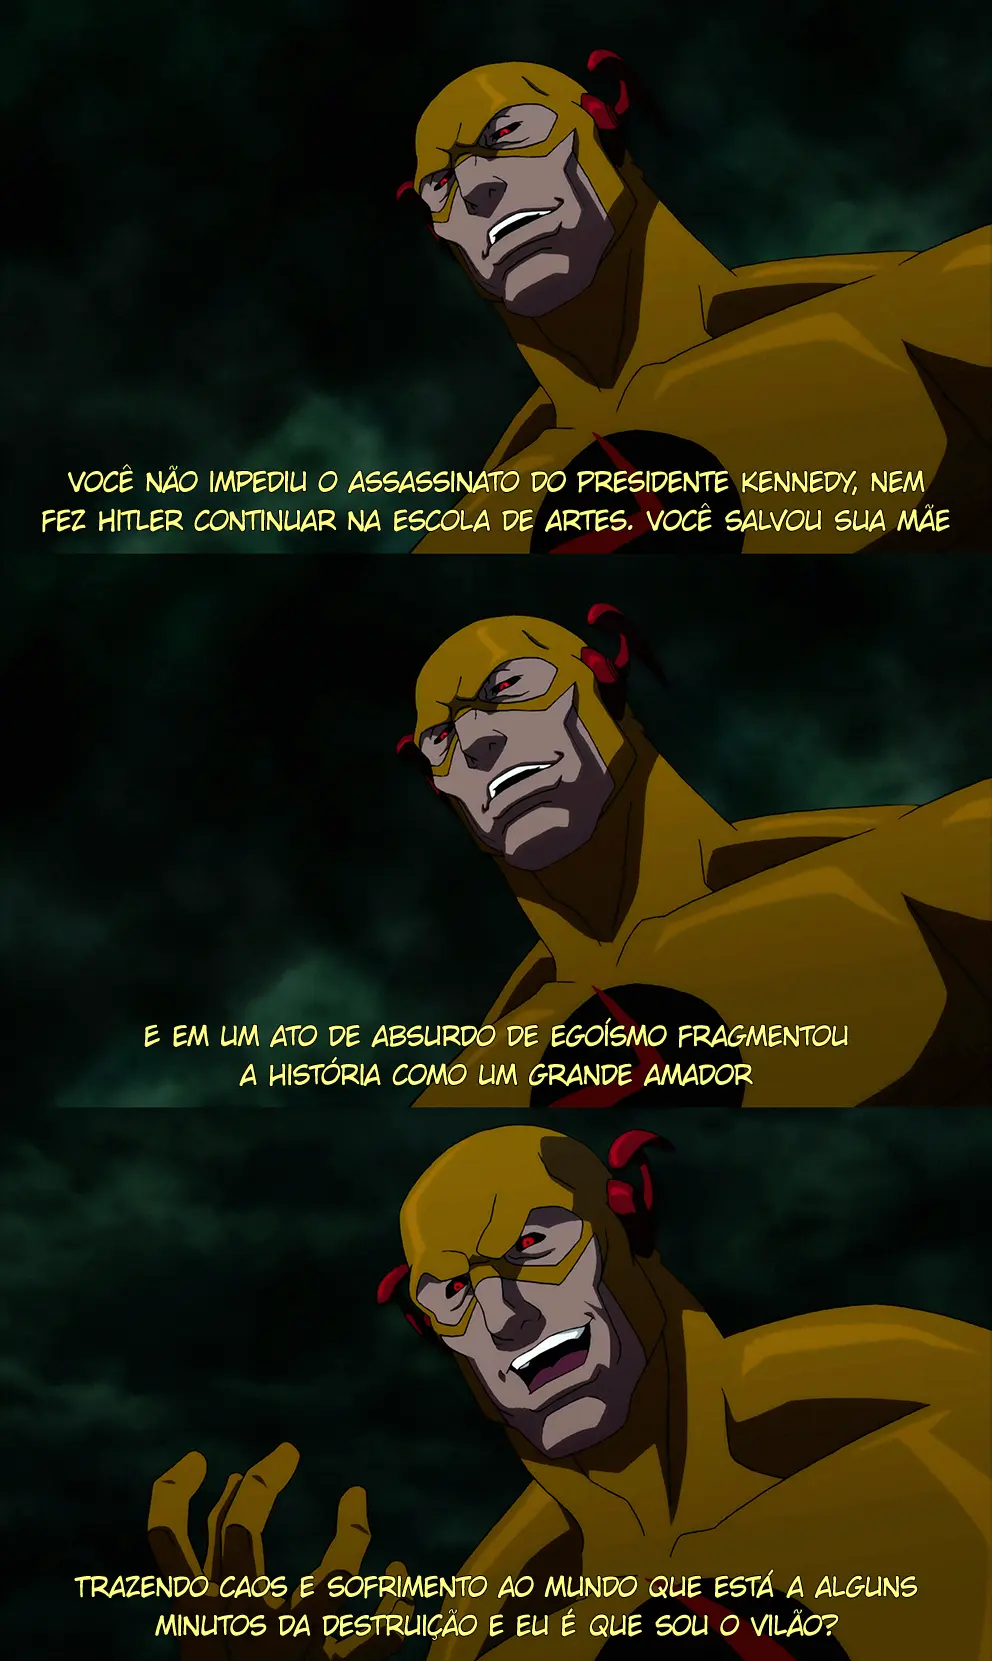 VOCÊ NÃO IMPEDIU O ASSASSINATO DO PRESIDENTE KENNEDY, NEM
FEZ HITLER CONTINUAR NA ESCOLA DE ARTES. VOCÊ SALVOU SUA MÃE
E EM UM ATO DE ABSURDO DE EGOÍSMO FRAGMENTOU
A HISTÓRIA COMO UM GRANDE AMADOR
TRAZENDO CAOS E SOFRIMENTO AO MUNDO QUE ESTÁ A ALGUNS
MINUTOS DA DESTRUIÇÃO E EU É QUE SOU O VILÃO?